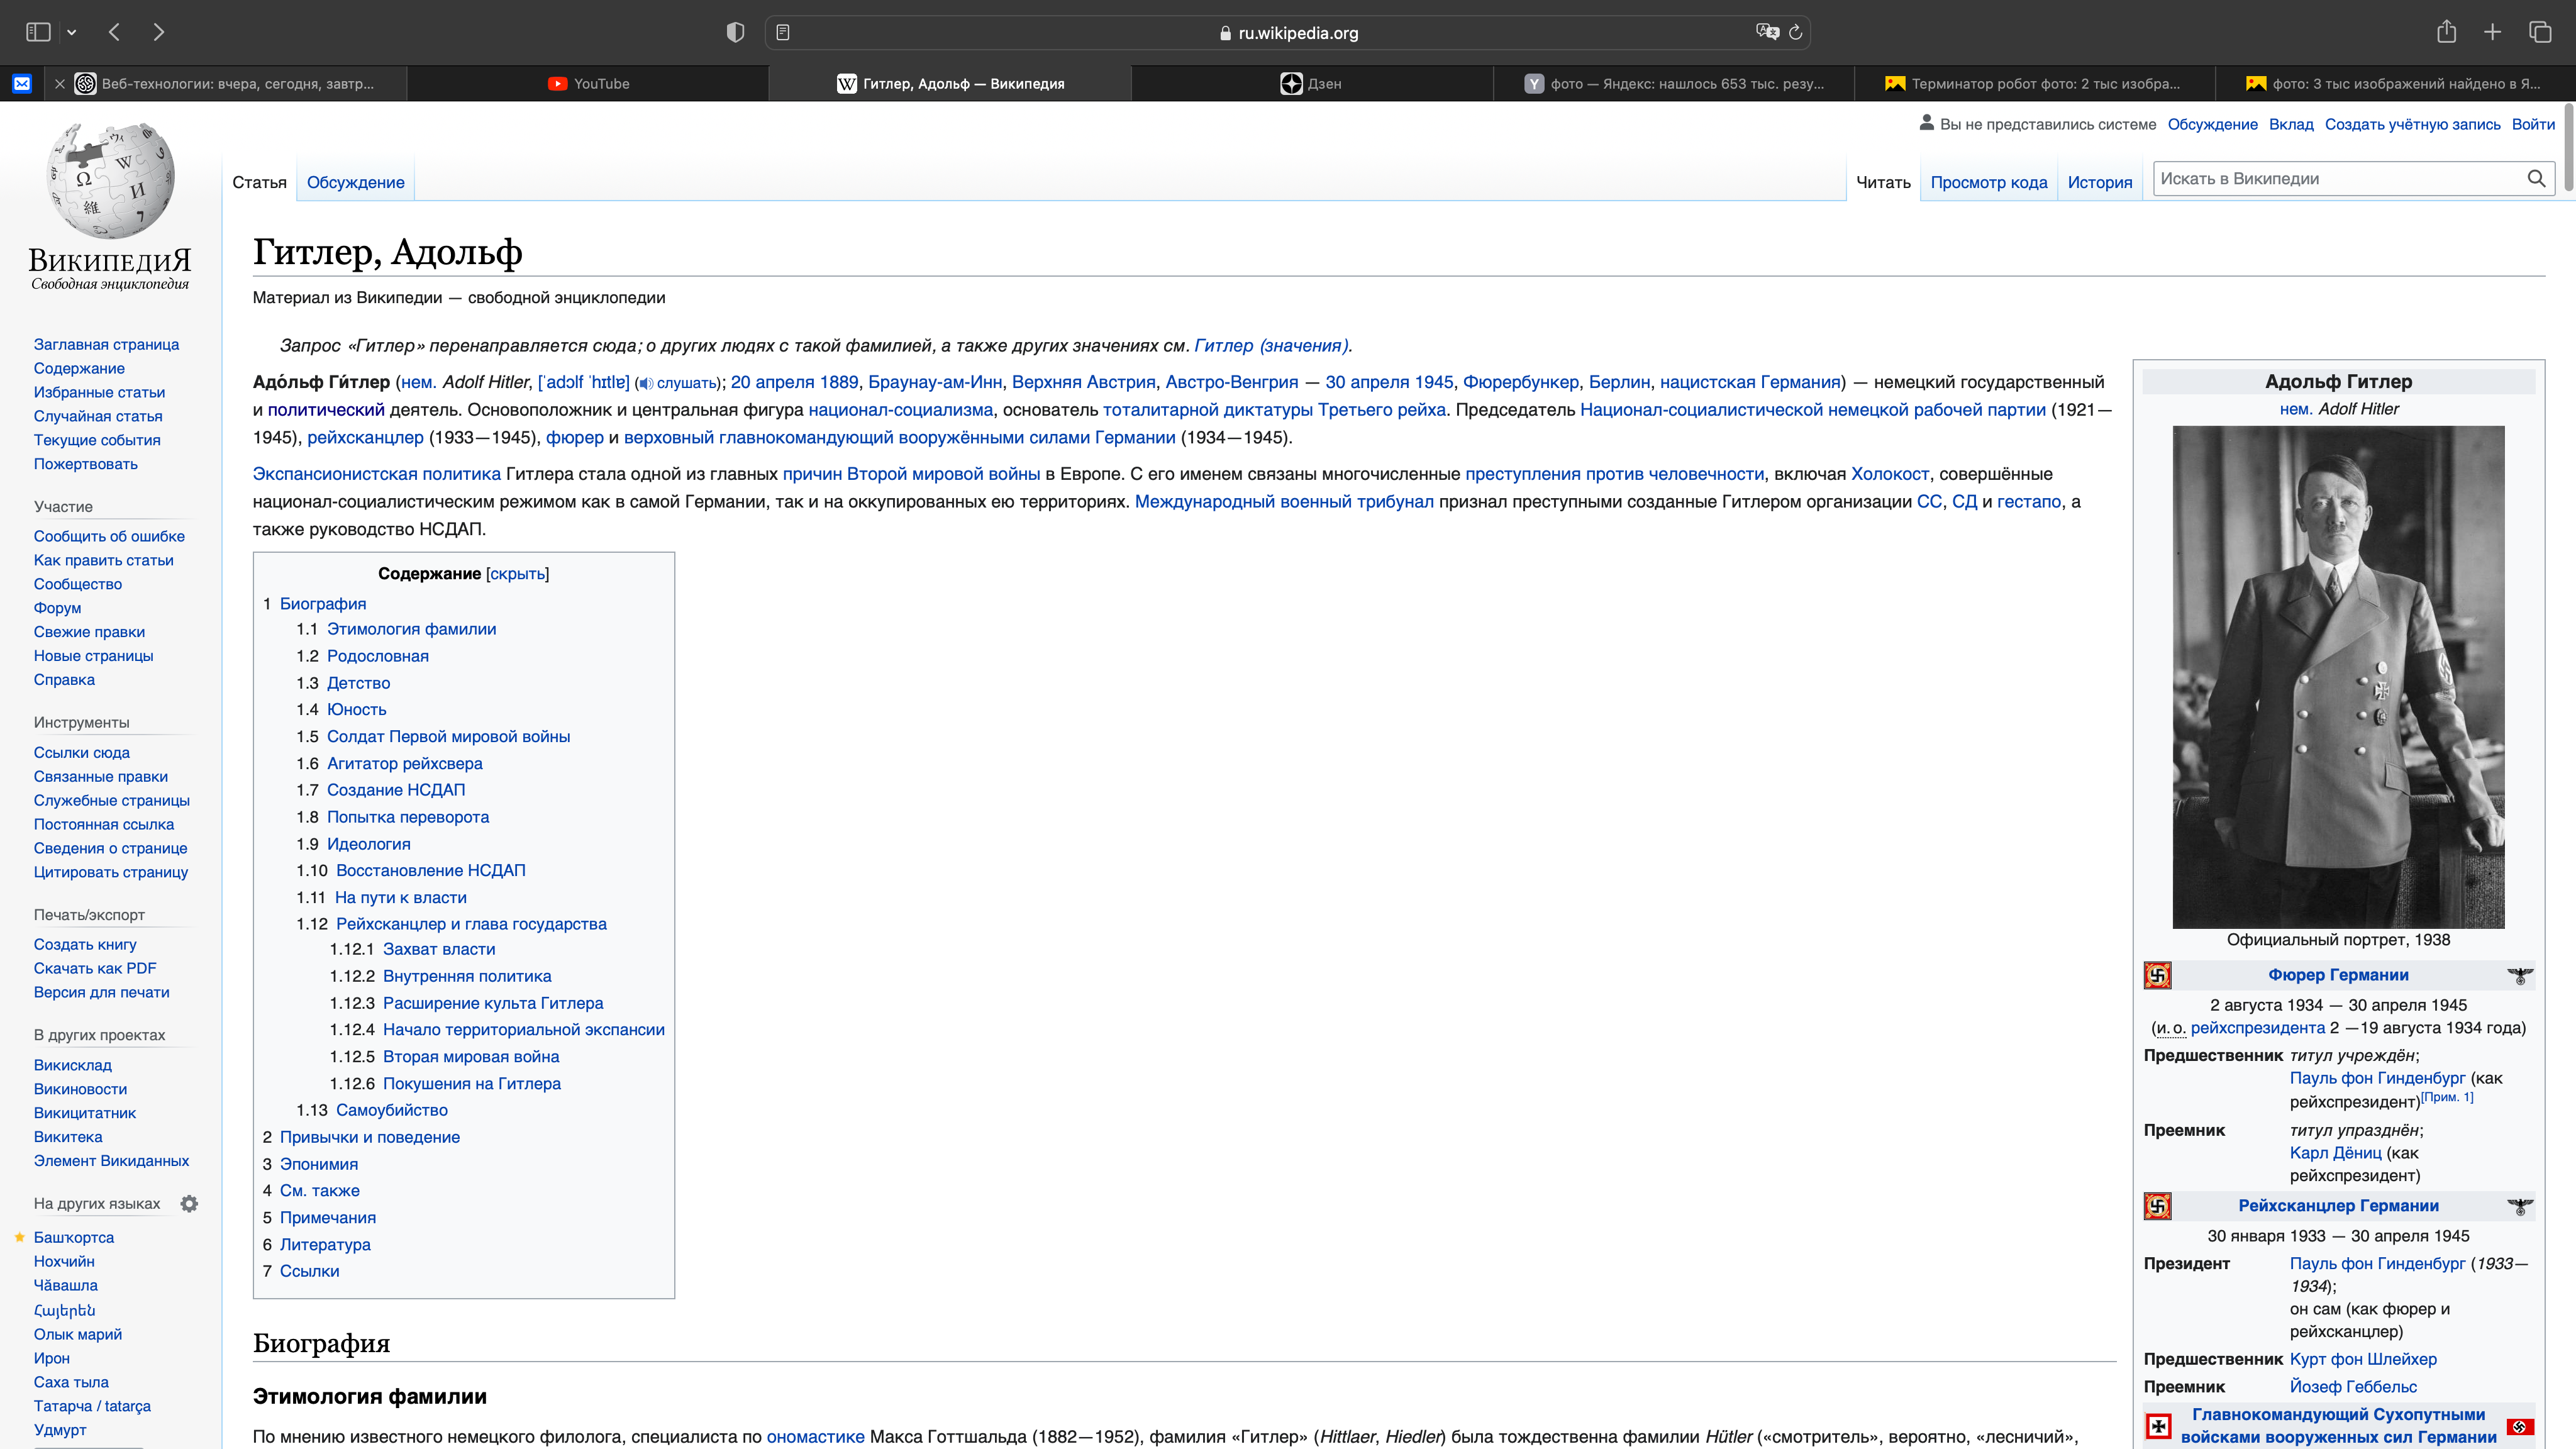 ru.wikipedia.org
Веб-технологии: вчера, сегодня, завтр...
YouTube
Гитлер, Адольф — Википедия
Дзен
фото — Яндекс: нашлось 653 тыс. резу...
Терминатор робот фото: 2 тыс изобра...
фото: 3 тыс изображений найдено в Я...
Вы не представились системе Обсуждение Вклад Создать учётную запись Войти
Статья Обсуждение Читать Просмотр кода История Искать в Википедии
ВикипедиЯ
Свободная энциклопедия
Заглавная страница
Содержание
Избранные статьи
Случайная статья
Текущие события
Пожертвовать
Участие
Сообщить об ошибке
Как править статьи
Сообщество
Форум
Свежие правки
Новые страницы
Справка
Инструменты
Ссылки сюда
Связанные правки
Служебные страницы
Постоянная ссылка
Сведения о странице
Цитировать страницу
Печать/экспорт
Создать книгу
Скачать как PDF
Версия для печати
В других проектах
Викисклад
Викиновости
Викицитатник
Викитека
Элемент Викиданных
На других языках
Башҡортса
Нохчийн
Чӑвашла
Հայերեն
Олык марий
Ирон
Саха тыла
Татарча / tatarça
Удмурт
Гитлер, Адольф
Материал из Википедии — свободной энциклопедии
Запрос «Гитлер» перенаправляется сюда; о других людях с такой фамилией, а также других значениях см. Гитлер (значения).
Адо́льф Ги́тлер (нем. Adolf Hitler, [ˈadɔlf ˈhɪtlɐ] (слушать); 20 апреля 1889, Браунау-ам-Инн, Верхняя Австрия, Австро-Венгрия — 30 апреля 1945, Фюрербункер, Берлин, нацистская Германия) — немецкий государственный
и политический деятель. Основоположник и центральная фигура национал-социализма, основатель тоталитарной диктатуры Третьего рейха. Председатель Национал-социалистической немецкой рабочей партии (1921—
1945), рейхсканцлер (1933—1945), фюрер и верховный главнокомандующий вооружёнными силами Германии (1934—1945).
Экспансионистская политика Гитлера стала одной из главных причин Второй мировой войны в Европе. С его именем связаны многочисленные преступления против человечности, включая Холокост, совершённые
национал-социалистическим режимом как в самой Германии, так и на оккупированных ею территориях. Международный военный трибунал признал преступными созданные Гитлером организации СС, СД и гестапо, а
также руководство НСДАП.
Содержание [скрыть]
1 Биография
1.1 Этимология фамилии
1.2 Родословная
1.3 Детство
1.4 Юность
1.5 Солдат Первой мировой войны
1.6 Агитатор рейхсвера
1.7 Создание НСДАП
1.8 Попытка переворота
1.9 Идеология
1.10 Восстановление НСДАП
1.11 На пути к власти
1.12 Рейхсканцлер и глава государства
1.12.1 Захват власти
1.12.2 Внутренняя политика
1.12.3 Расширение культа Гитлера
1.12.4 Начало территориальной экспансии
1.12.5 Вторая мировая война
1.12.6 Покушения на Гитлера
1.13 Самоубийство
2 Привычки и поведение
3 Эпонимия
4 См. также
5 Примечания
6 Литература
7 Ссылки
Биография
Этимология фамилии
По мнению известного немецкого филолога, специалиста по ономастике Макса Готтшальда (1882—1952), фамилия «Гитлер» (Hittlaer, Hiedler) была тождественна фамилии Hütler («смотритель», вероятно, «лесничий»,
Адольф Гитлер
нем. Adolf Hitler
Официальный портрет, 1938
Фюрер Германии
2 августа 1934 — 30 апреля 1945
(и. о. рейхспрезидента 2 —19 августа 1934 года)
Предшественник титул учреждён;
Пауль фон Гинденбург (как
рейхспрезидент)[Прим. 1]
Преемник титул упразднён;
Карл Дёниц (как
рейхспрезидент)
Рейхсканцлер Германии
30 января 1933 — 30 апреля 1945
Президент Пауль фон Гинденбург (1933—
1934);
он сам (как фюрер и
рейхсканцлер)
Предшественник Курт фон Шлейхер
Преемник Йозеф Геббельс
Главнокомандующий Сухопутными
войсками вооруженных сил Германии